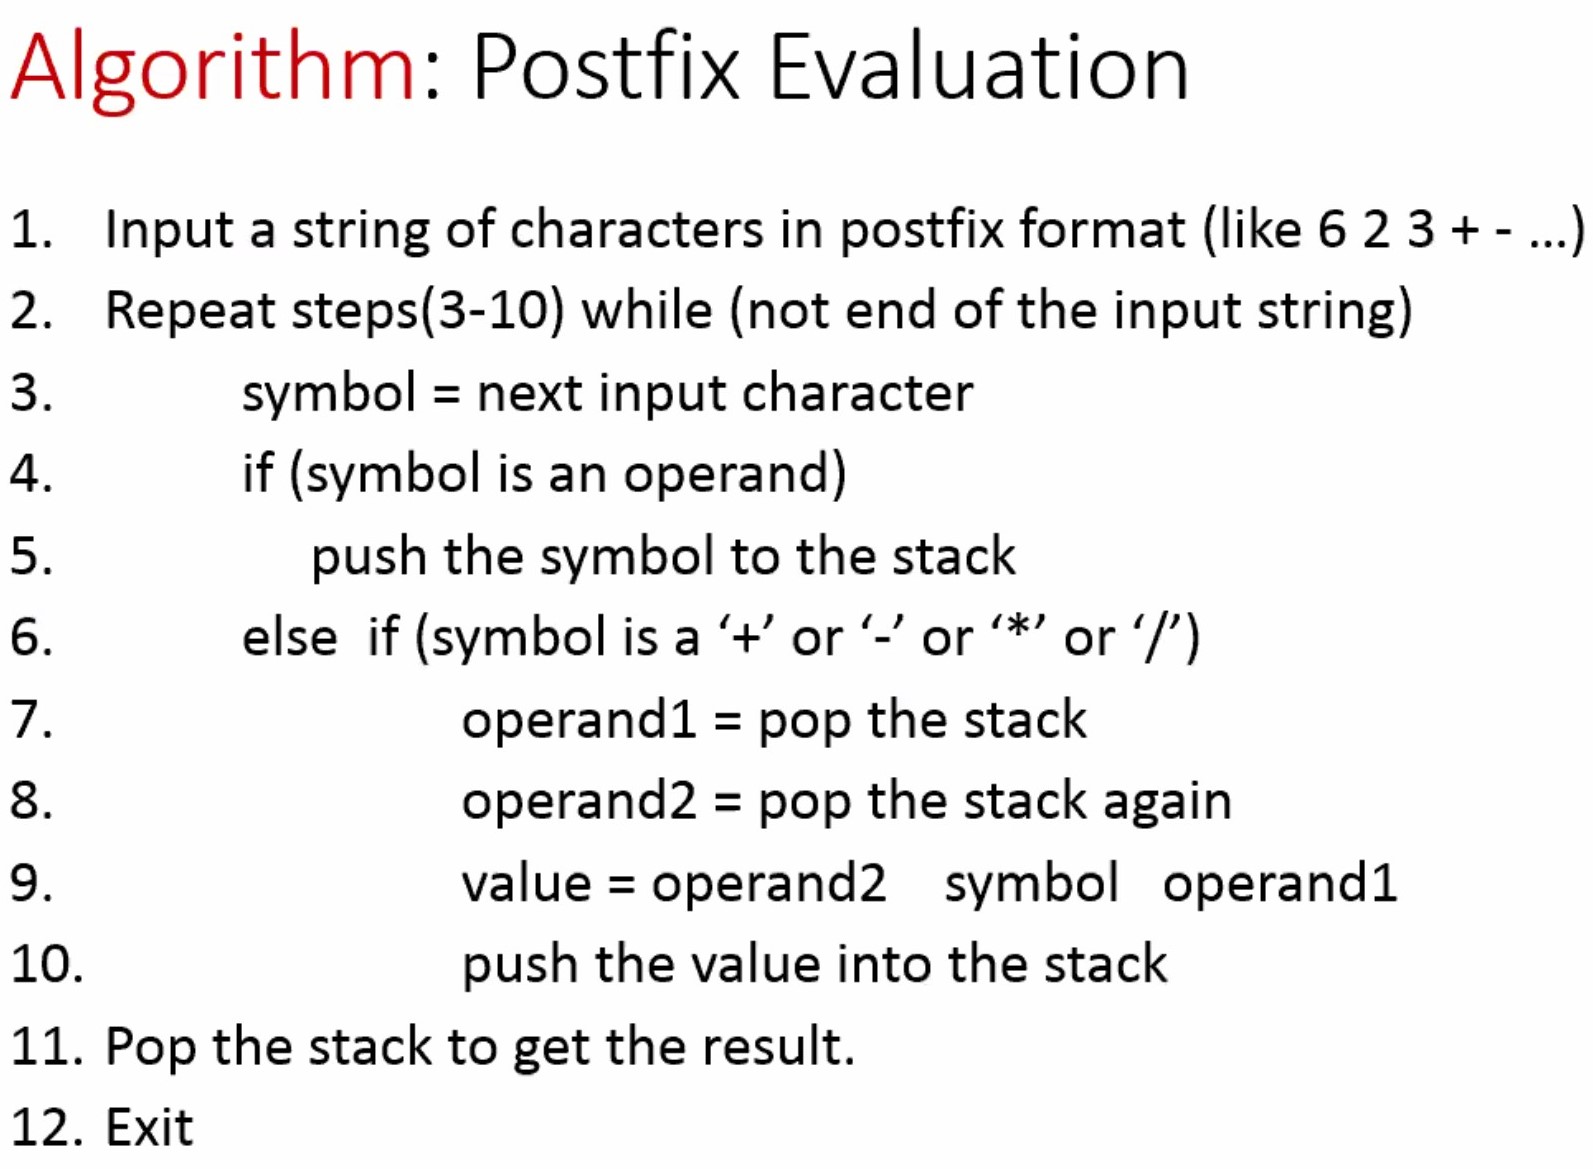 Algorithm: Postfix Evaluation
1. Input a string of characters in postfix format (like 6 2 3 + - ...)
2. Repeat steps(3-10) while (not end of the input string)
3. symbol = next input character
4. if (symbol is an operand)
5. push the symbol to the stack
6. else if (symbol is a ‘+’ or ‘-’ or ‘*’ or ‘/’)
7. operand1 = pop the stack
8. operand2 = pop the stack again
9. value = operand2 symbol operand1
10. push the value into the stack
11. Pop the stack to get the result.
12. Exit